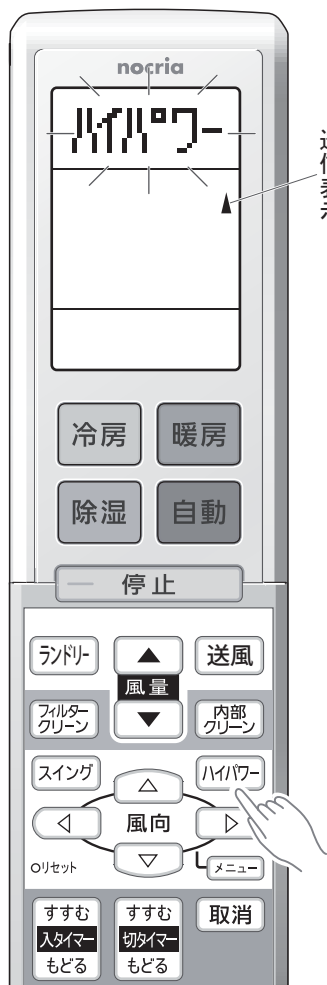 nocria
ハイパワー
冷房 暖房
除湿 自動
停止
ランドリー 風量 送風
フィルタークリーン 内部クリーン
スイング ハイパワー
風向
リセット メニュー
すすむ すすむ 取消
入タイマー 切タイマー
もどる もどる